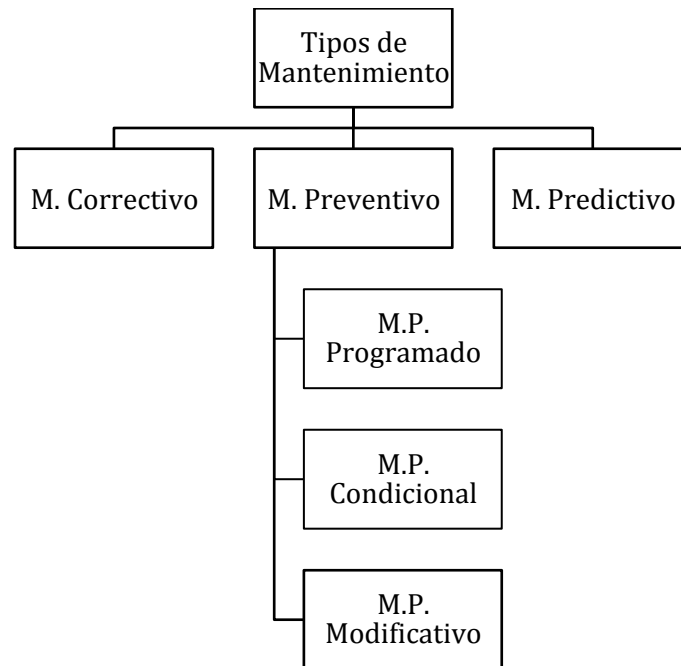 Tipos de
Mantenimiento
M. Correctivo
M. Preventivo
M. Predictivo
M.P.
Programado
M.P.
Condicional
M.P.
Modificativo